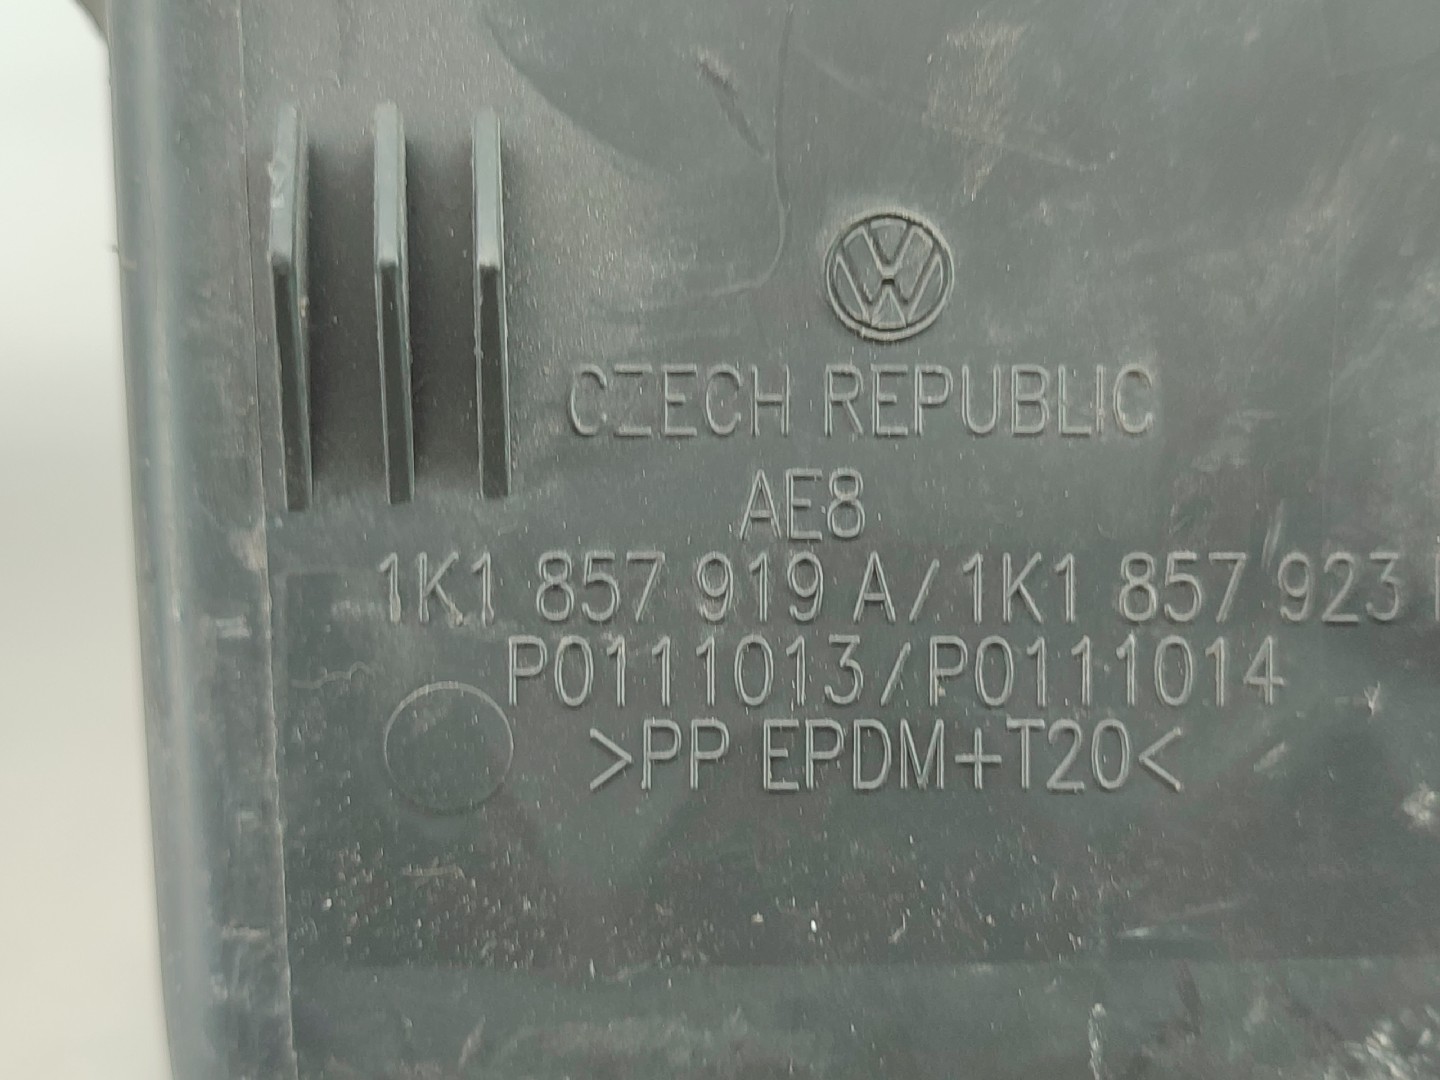 CZECH REPUBLIC
AE8
1K1 857 919 A/1K1 857 923
P0111013/P0111014
>PP EPDM+T20<